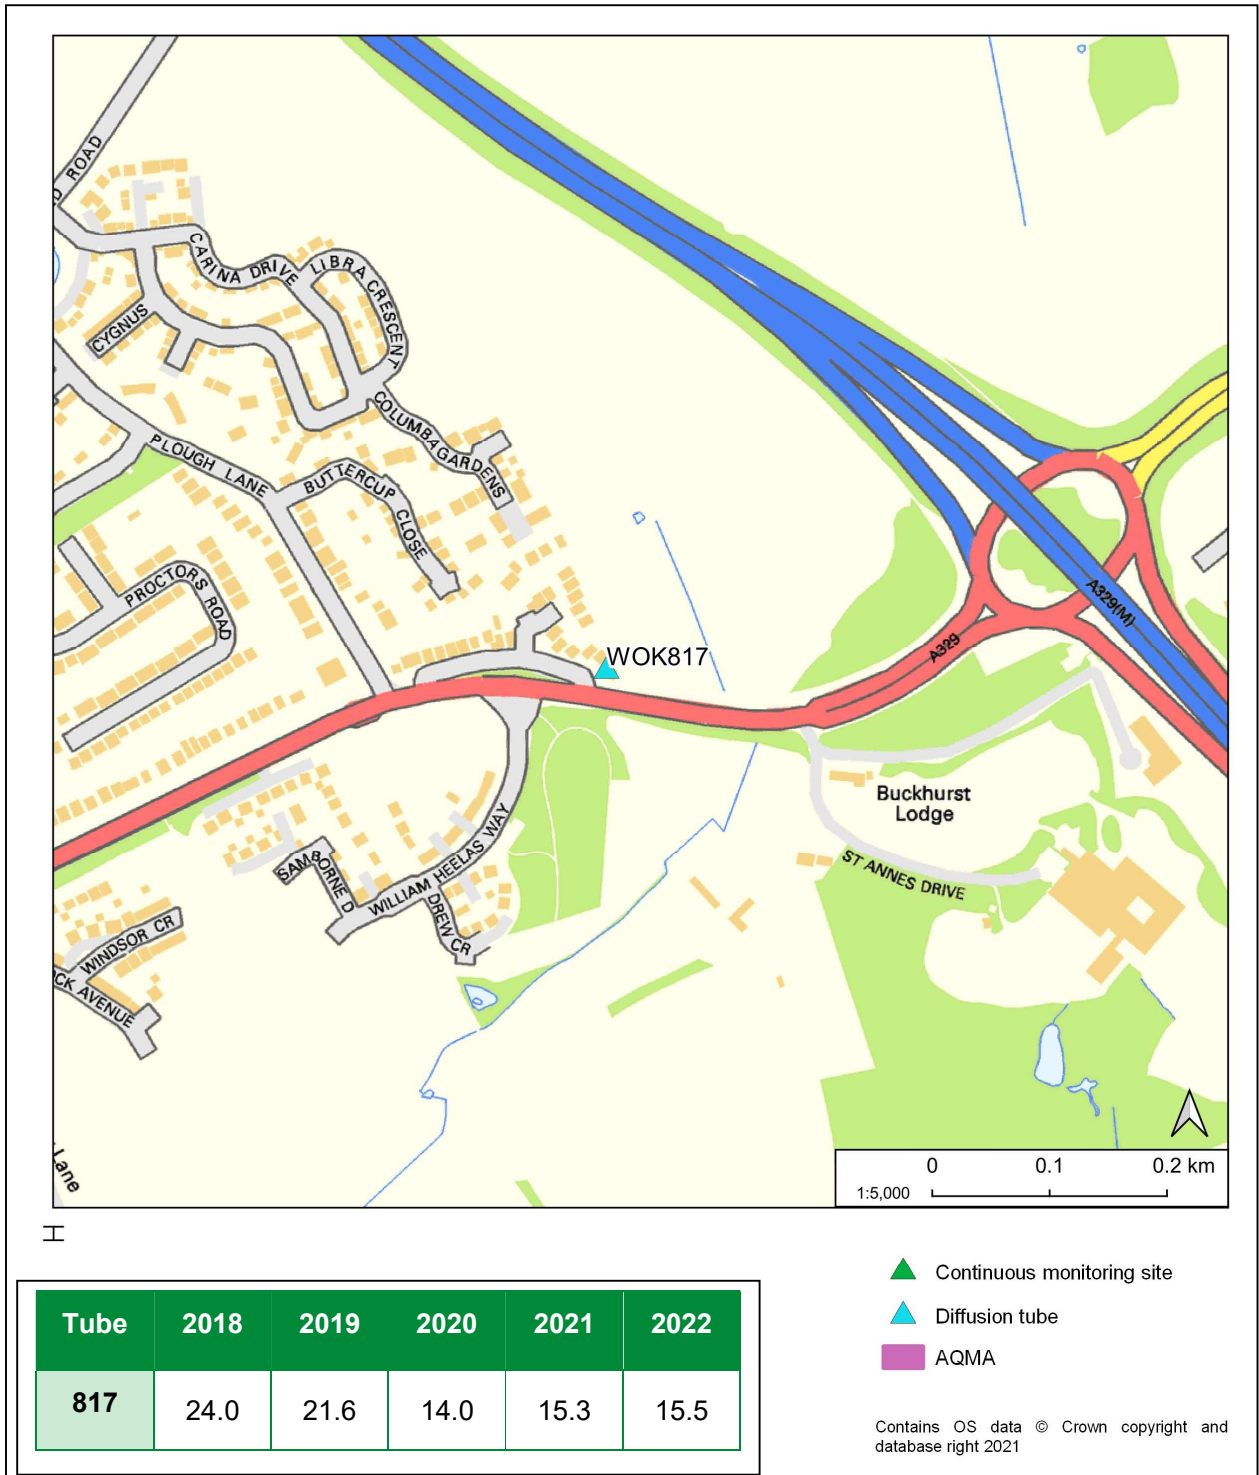 D ROAD
CARINA DRIVE
LIBRA CRESCENT
CYGNUS
COLUMBA GARDENS
PLOUGH LANE
BUTTERCUP CLOSE
PROCTORS ROAD
A329(M)
A329
WOK817
Buckhurst
Lodge
ST ANNES DRIVE
SAMBORNE D
WILLIAM HEELAS WAY
DREW CR
WINDSOR CR
CK AVENUE
Lane
0 0.1 0.2 km
1:5,000
Tube 2018 2019 2020 2021 2022
817 24.0 21.6 14.0 15.3 15.5
Continuous monitoring site
Diffusion tube
AQMA
Contains OS data © Crown copyright and
database right 2021